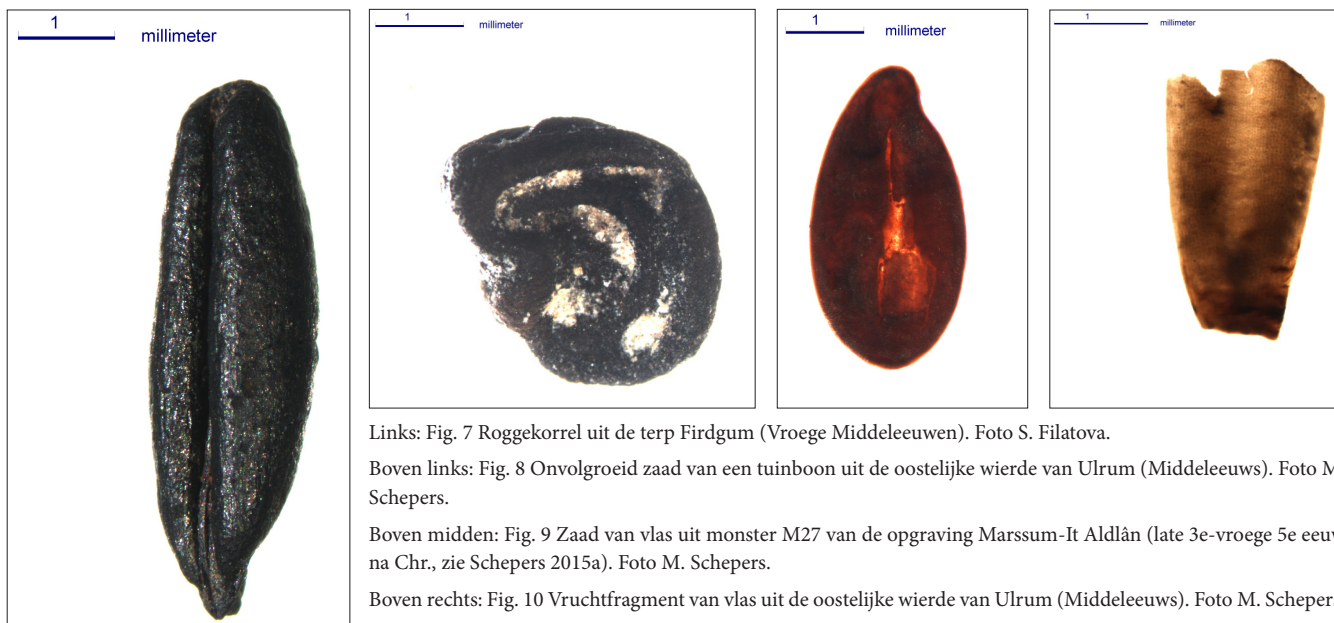 1
millimeter
1
millimeter
1
millimeter
1
millimeter
Links: Fig. 7 Roggekorrel uit de terp Firdgum (Vroege Middeleeuwen). Foto S. Filatova.
Boven links: Fig. 8 Onvolgroeid zaad van een tuinboon uit de oostelijke wierde van Ulrum (Middeleeuws). Foto M
Schepers.
Boven midden: Fig. 9 Zaad van vlas uit monster M27 van de opgraving Marssum-It Aldlân (late 3e-vroege 5e eeuw
na Chr., zie Schepers 2015a). Foto M. Schepers.
Boven rechts: Fig. 10 Vruchtfragment van vlas uit de oostelijke wierde van Ulrum (Middeleeuws). Foto M. Schepers